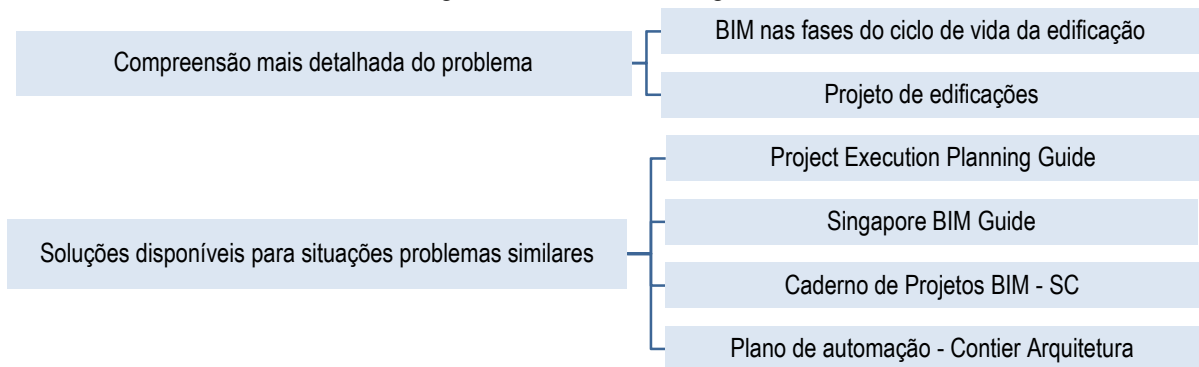 Compreensão mais detalhada do problema
BIM nas fases do ciclo de vida da edificação
Projeto de edificações
Soluções disponíveis para situações problemas similares
Project Execution Planning Guide
Singapore BIM Guide
Caderno de Projetos BIM - SC
Plano de automação - Contier Arquitetura